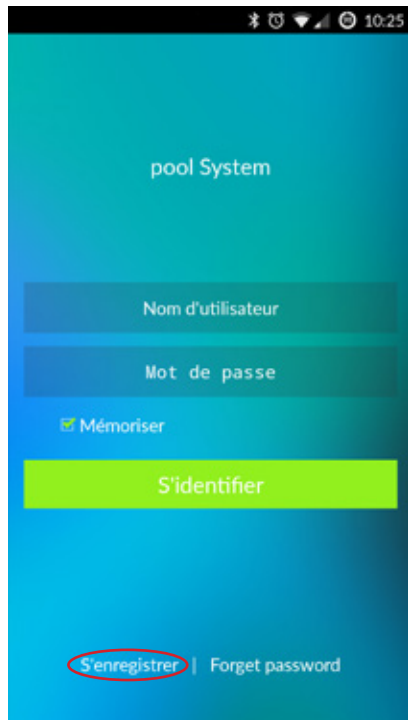 10:25
pool System
Nom d'utilisateur
Mot de passe
Mémoriser
S'identifier
S'enregistrer | Forget password